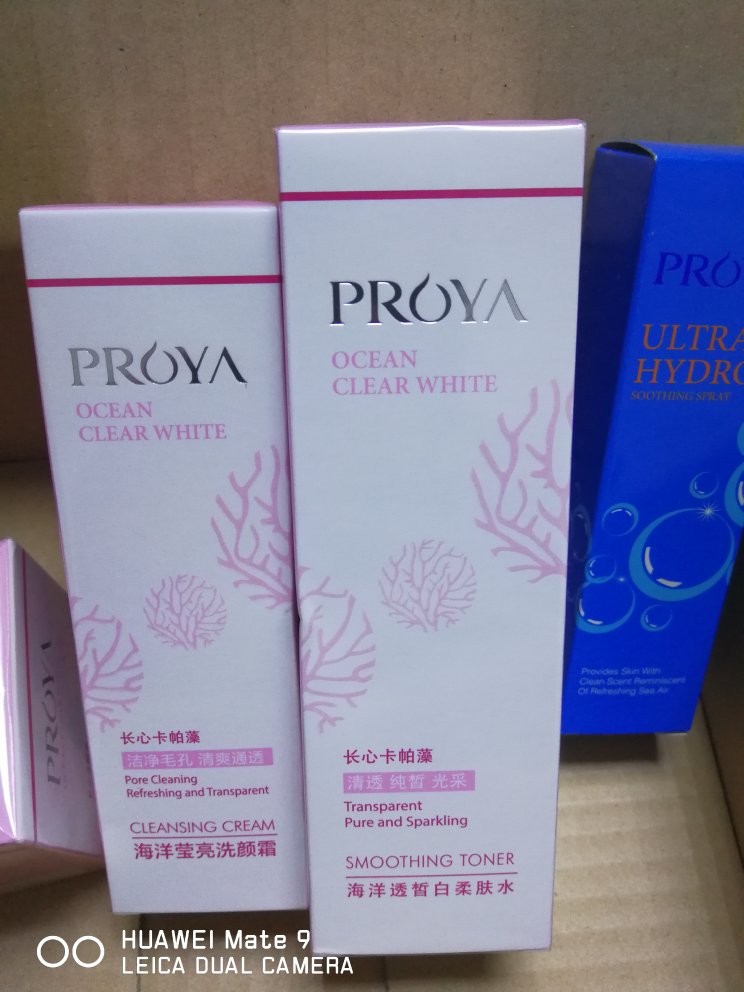 PROYA
OCEAN
CLEAR WHITE
长心卡帕藻
洁净毛孔 清爽通透
Pore Cleaning
Refreshing and Transparent
CLEANSING CREAM
海洋莹亮洗颜霜
PROYA
OCEAN
CLEAR WHITE
长心卡帕藻
清透 纯皙 光采
Transparent
Pure and Sparkling
SMOOTHING TONER
海洋透皙白柔肤水
PROY
ULTRA
HYDRO
SOOTHING SPRAY
Provides Skin With
Clean Scent Reminiscent
Of Refreshing Sea Air
PROYA
HUAWEI Mate 9
LEICA DUAL CAMERA